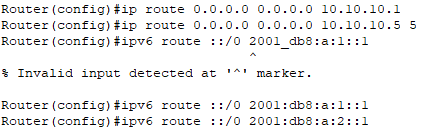 Router(config)#ip route 0.0.0.0 0.0.0.0 10.10.10.1
Router(config)#ip route 0.0.0.0 0.0.0.0 10.10.10.5 5
Router(config)#ipv6 route ::/0 2001_db8:a:1::1
^
% Invalid input detected at '^' marker.
Router(config)#ipv6 route ::/0 2001:db8:a:1::1
Router(config)#ipv6 route ::/0 2001:db8:a:2::1